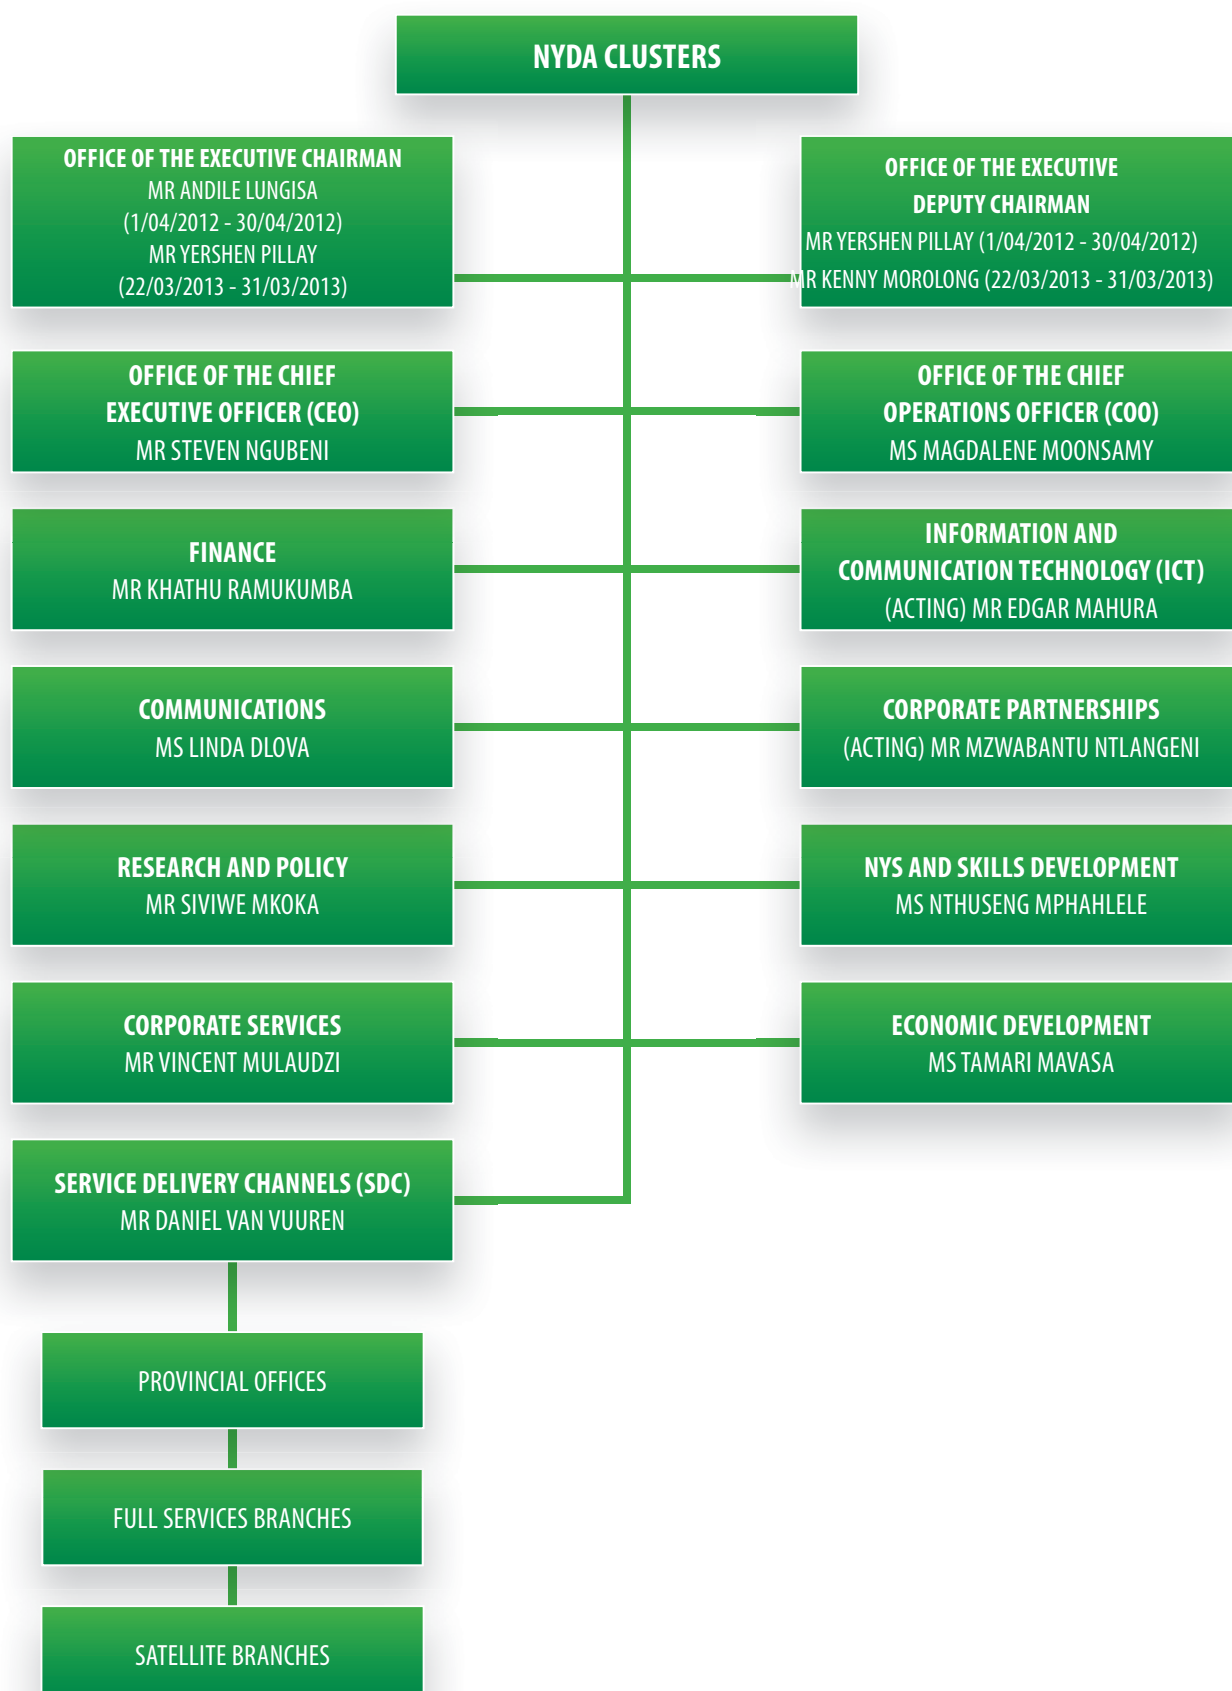 NYDA CLUSTERS
OFFICE OF THE EXECUTIVE CHAIRMAN
MR ANDILE LUNGISA
(1/04/2012 - 30/04/2012)
MR YERSHEN PILLAY
(22/03/2013 - 31/03/2013)
OFFICE OF THE EXECUTIVE
DEPUTY CHAIRMAN
MR YERSHEN PILLAY (1/04/2012 - 30/04/2012)
MR KENNY MOROLONG (22/03/2013 - 31/03/2013)
OFFICE OF THE CHIEF
EXECUTIVE OFFICER (CEO)
MR STEVEN NGUBENI
OFFICE OF THE CHIEF
OPERATIONS OFFICER (COO)
MS MAGDALENE MOONSAMY
FINANCE
MR KHATHU RAMUKUMBA
INFORMATION AND
COMMUNICATION TECHNOLOGY (ICT)
(ACTING) MR EDGAR MAHURA
COMMUNICATIONS
MS LINDA DLOVA
CORPORATE PARTNERSHIPS
(ACTING) MR MZWABANTU NTLANGENI
RESEARCH AND POLICY
MR SIVIWE MKOKA
NYS AND SKILLS DEVELOPMENT
MS NTHUSENG MPHAHLELE
CORPORATE SERVICES
MR VINCENT MULAUDZI
ECONOMIC DEVELOPMENT
MS TAMARI MAVASA
SERVICE DELIVERY CHANNELS (SDC)
MR DANIEL VAN VUUREN
PROVINCIAL OFFICES
FULL SERVICES BRANCHES
SATELLITE BRANCHES